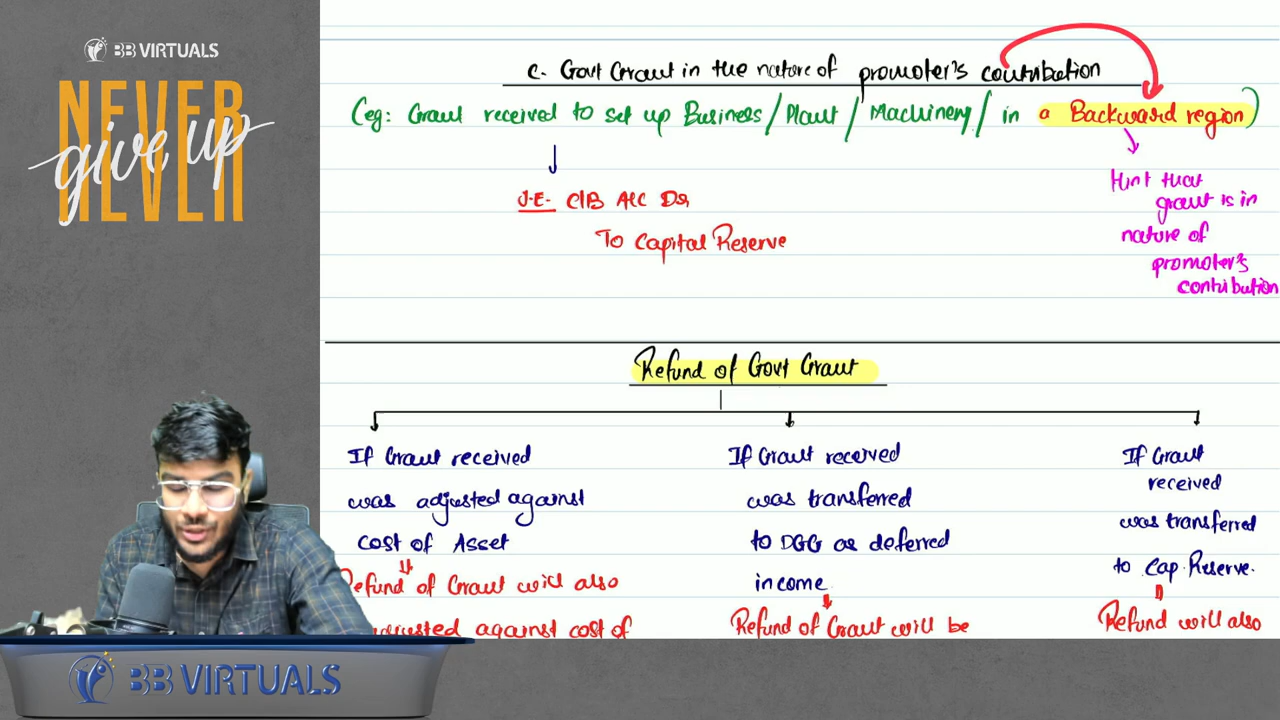 BB VIRTUALS
NEVER
give up
NEVER
c. Govt Grant in the nature of promoter's contribution
(eg: Grant received to set up Business / Plant / Machinery / in a Backward region)
J.E. C/B A/C Dr
To Capital Reserve
Hint that
grant is in
nature of
promoter's
contribution
Refund of Govt Grant
If Grant received
was adjusted against
cost of Asset
Refund of Grant will also
adjusted against cost of
If Grant received
was transferred
to DGG as deferred
income
Refund of Grant will be
If Grant
received
was transferred
to Cap. Reserve.
Refund will also
BB VIRTUALS